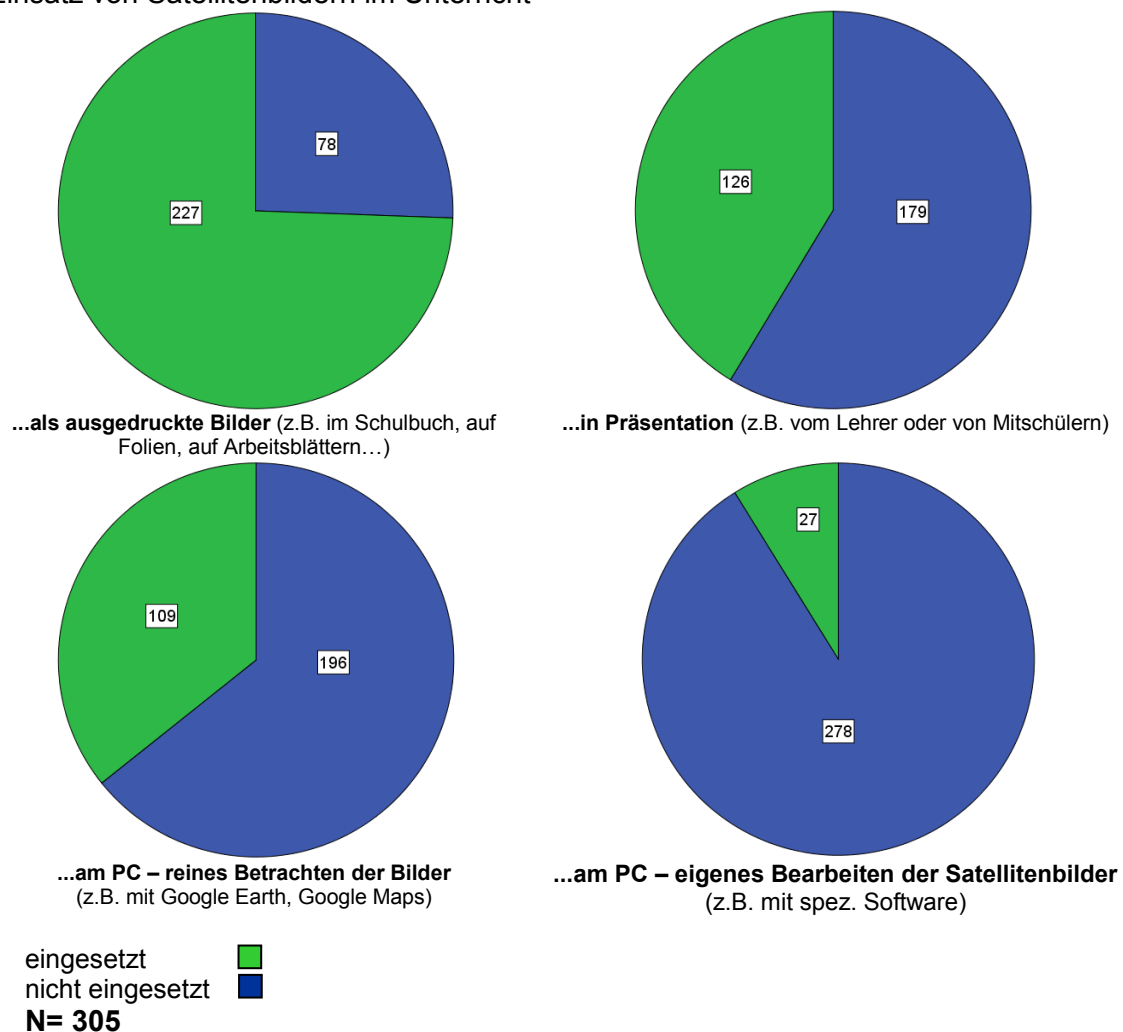 Einsatz von Satellitenbildern im Unterricht
78
227
126
179
...als ausgedruckte Bilder (z.B. im Schulbuch, auf
Folien, auf Arbeitsblättern…)
...in Präsentation (z.B. vom Lehrer oder von Mitschülern)
109
196
27
278
...am PC – reines Betrachten der Bilder
(z.B. mit Google Earth, Google Maps)
...am PC – eigenes Bearbeiten der Satellitenbilder
(z.B. mit spez. Software)
eingesetzt
nicht eingesetzt
N= 305